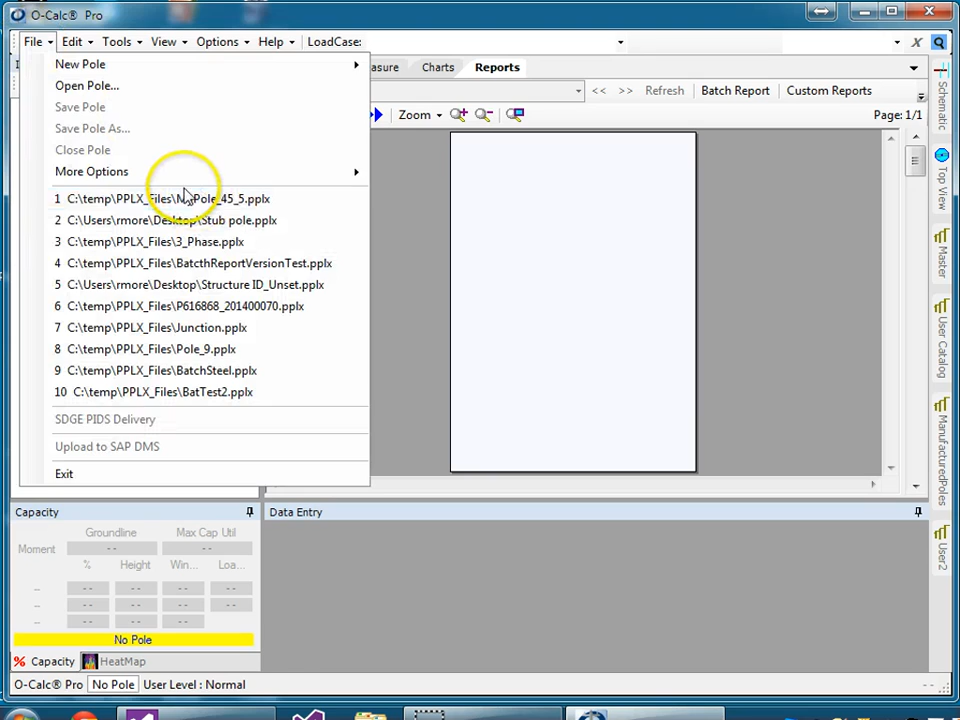 O-Calc® Pro
File Edit Tools View Options Help LoadCase:
New Pole
Open Pole...
Save Pole
Save Pole As...
Close Pole
More Options
1 C:\temp\PPLX_Files\ Pole_45_5.pplx
2 C:\Users\rmore\Desktop\Stub pole.pplx
3 C:\temp\PPLX_Files\3_Phase.pplx
4 C:\temp\PPLX_Files\BatcthReportVersionTest.pplx
5 C:\Users\rmore\Desktop\Structure ID_Unset.pplx
6 C:\temp\PPLX_Files\P616868_201400070.pplx
7 C:\temp\PPLX_Files\Junction.pplx
8 C:\temp\PPLX_Files\Pole_9.pplx
9 C:\temp\PPLX_Files\BatchSteel.pplx
10 C:\temp\PPLX_Files\BatTest2.pplx
SDGE PIDS Delivery
Upload to SAP DMS
Exit
asure Charts Reports
<< >> Refresh Batch Report Custom Reports
Zoom Page: 1/1
Schematic
Top View
Master
User Catalog
ManufacturedPoles
User2
Capacity
Groundline Max Cap Util
Moment -- --
% Height Win... Loa...
-- -- -- -- --
-- -- -- -- --
-- -- -- --
No Pole
% Capacity HeatMap
Data Entry
O-Calc® Pro No Pole User Level : Normal -- --